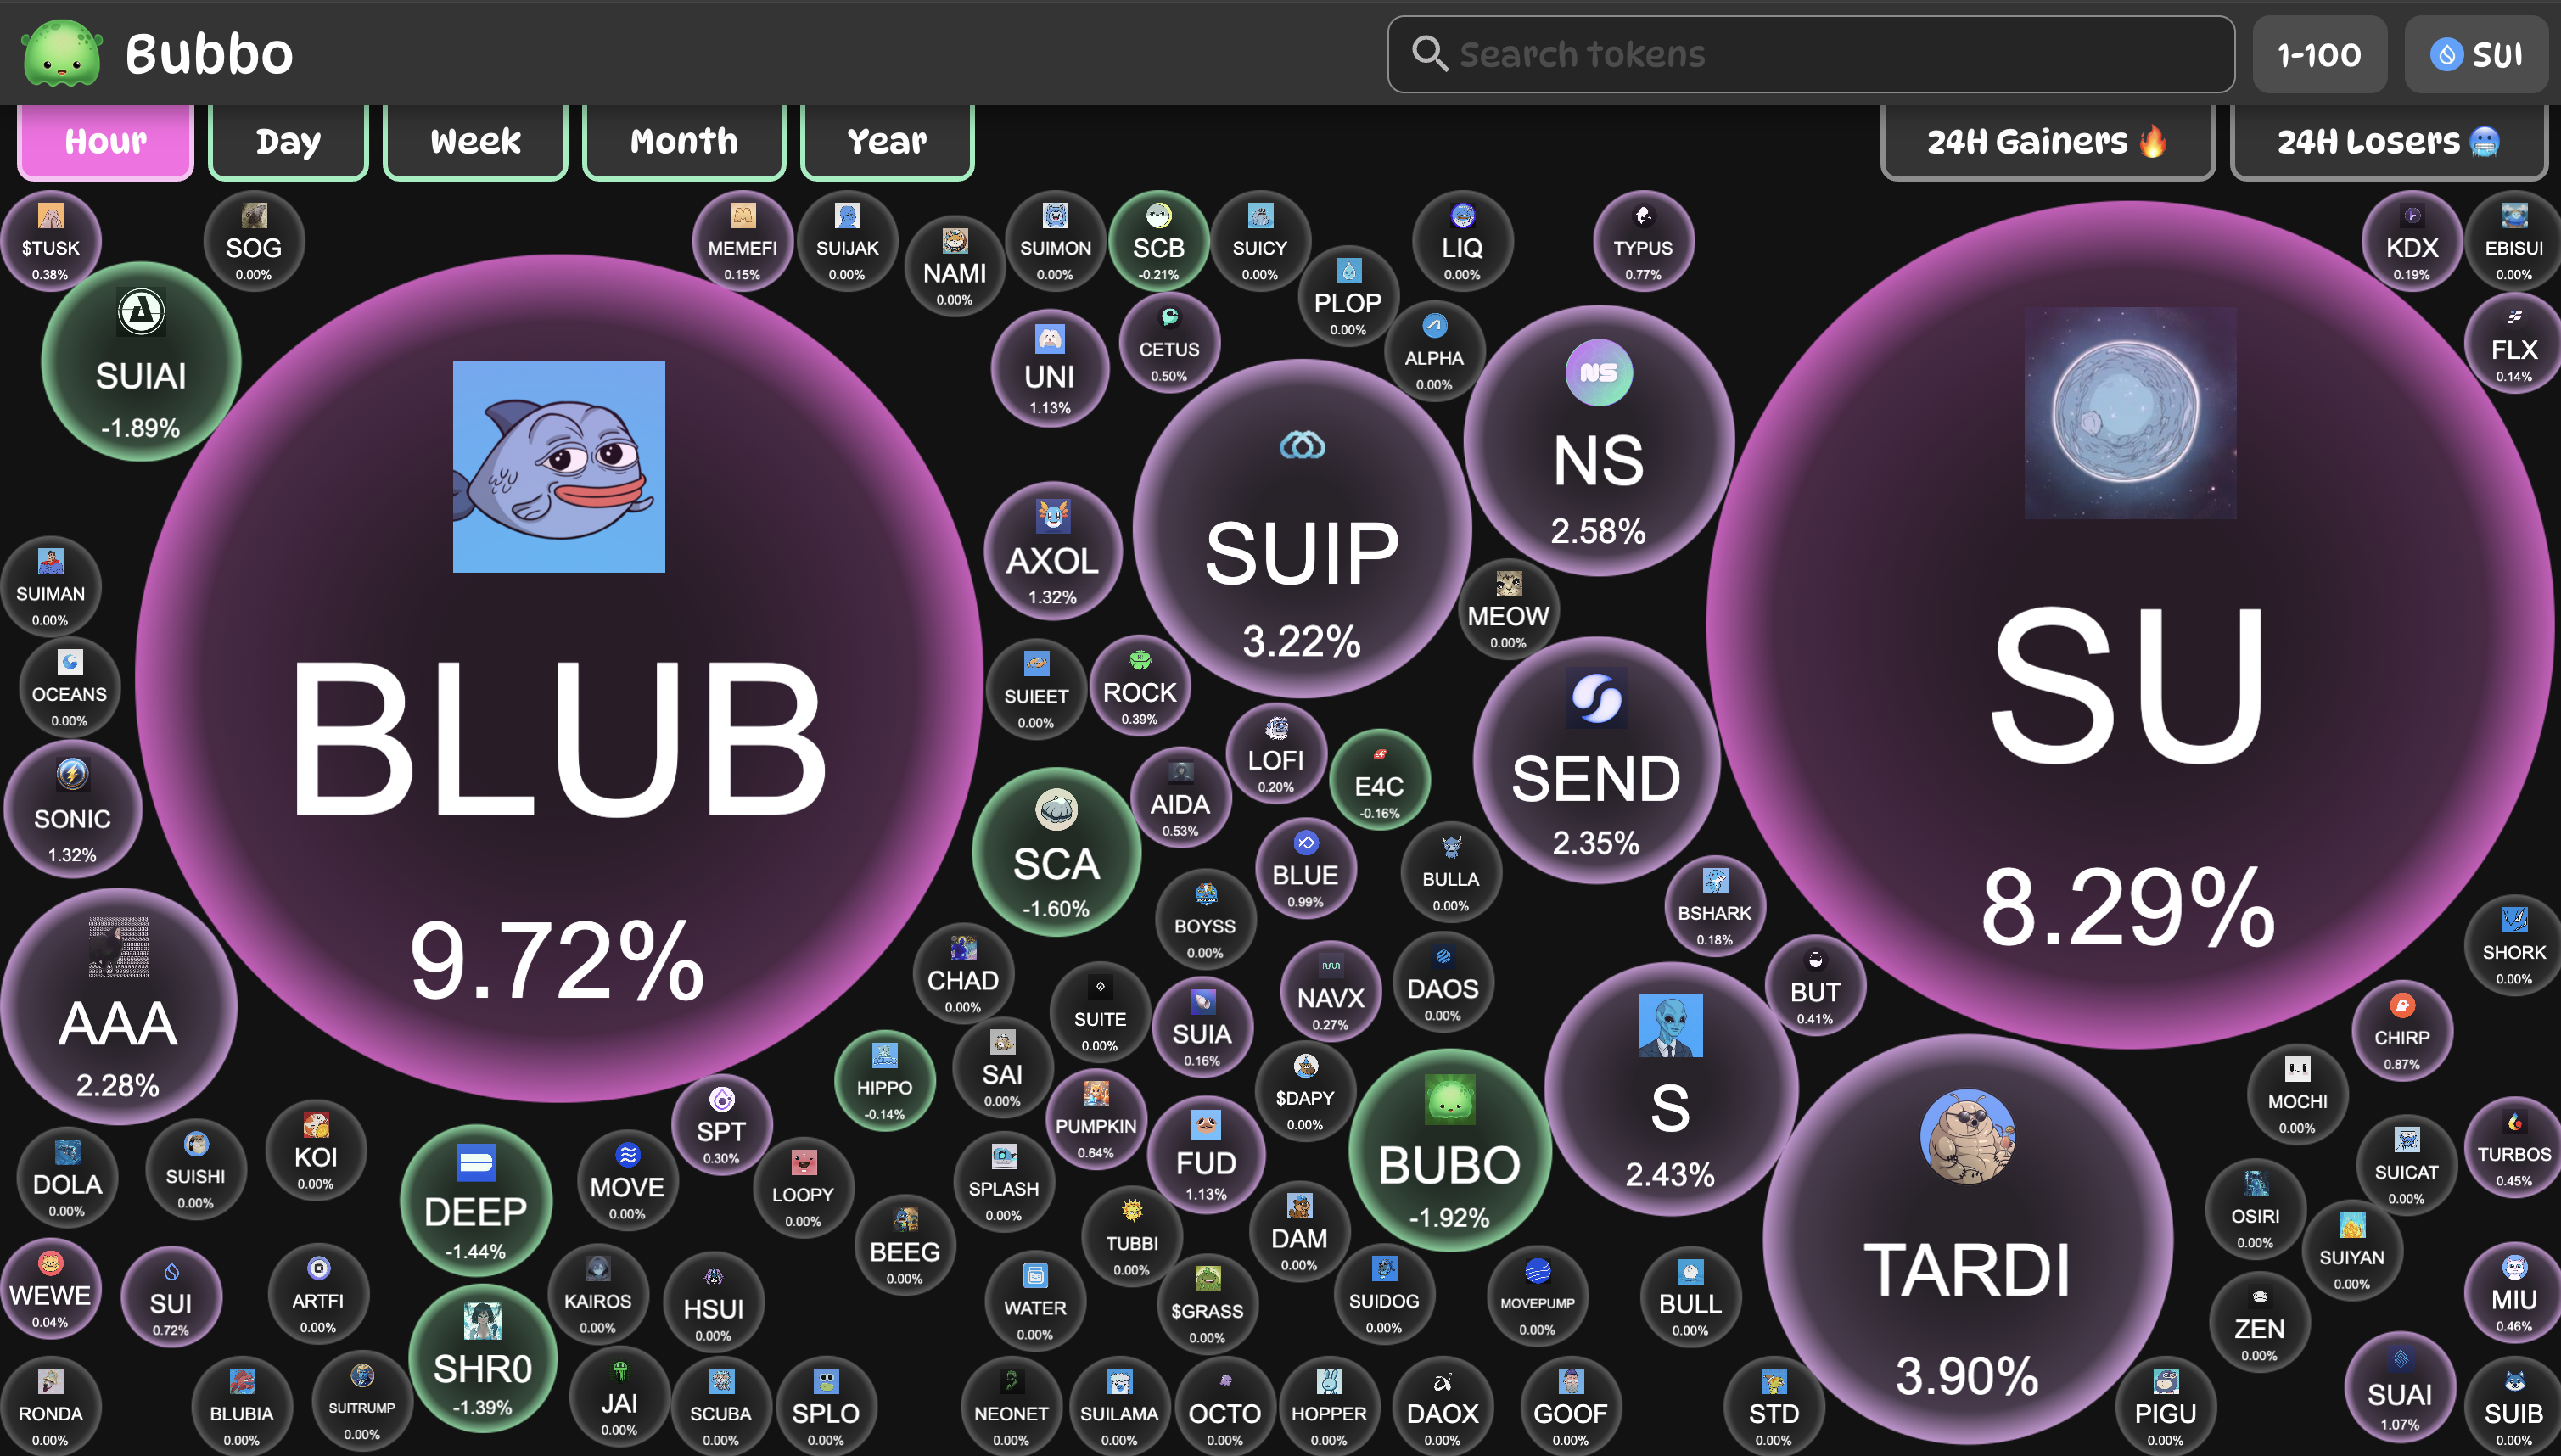 Bubbo
Search tokens
1-100
SUI
Hour
Day
Week
Month
Year
24H Gainers
24H Losers
$TUSK
0.38%
SOG
0.00%
MEMEFI
0.15%
SUIJAK
0.00%
NAMI
0.00%
SUIMON
0.00%
SCB
-0.21%
SUICY
0.00%
PLOP
0.00%
LIQ
0.00%
TYPUS
0.77%
KDX
0.19%
EBISUI
0.00%
SUIAI
-1.89%
UNI
1.13%
CETUS
0.50%
ALPHA
0.00%
NS
NS
2.58%
FLX
0.14%
BLUB
9.72%
AXOL
1.32%
SUIP
3.22%
MEOW
0.00%
SU
8.29%
SUIMAN
0.00%
OCEANS
0.00%
SUIEET
0.00%
ROCK
0.39%
LOFI
0.20%
E4C
-0.16%
SEND
2.35%
SONIC
1.32%
SCA
-1.60%
AIDA
0.53%
BLUE
0.99%
BULLA
0.00%
BSHARK
0.18%
AAA
2.28%
BOYSS
0.00%
CHAD
0.00%
SUITE
0.00%
SUIA
0.16%
NAVX
0.27%
DAOS
0.00%
BUT
0.41%
SHORK
0.00%
CHIRP
0.87%
HIPPO
-0.14%
SAI
0.00%
PUMPKIN
0.64%
$DAPY
0.00%
S
2.43%
MOCHI
0.00%
DOLA
0.00%
SUISHI
0.00%
KOI
0.00%
DEEP
-1.44%
MOVE
0.00%
SPT
0.30%
LOOPY
0.00%
SPLASH
0.00%
FUD
1.13%
BUBO
-1.92%
TARDI
3.90%
SUICAT
0.00%
TURBOS
0.45%
BEEG
0.00%
TUBBI
0.00%
DAM
0.00%
OSIRI
0.00%
SUIYAN
0.00%
WEWE
0.04%
SUI
0.72%
ARTFI
0.00%
KAIROS
0.00%
HSUI
0.00%
WATER
0.00%
$GRASS
0.00%
SUIDOG
0.00%
MOVEPUMP
0.00%
BULL
0.00%
ZEN
0.00%
MIU
0.46%
RONDA
0.00%
BLUBIA
0.00%
SUITRUMP
0.00%
SHR0
-1.39%
JAI
0.00%
SCUBA
0.00%
SPLO
0.00%
NEONET
0.00%
SUILAMA
0.00%
OCTO
0.00%
HOPPER
0.00%
DAOX
0.00%
GOOF
0.00%
STD
0.00%
PIGU
0.00%
SUAI
1.07%
SUIB
0.00%